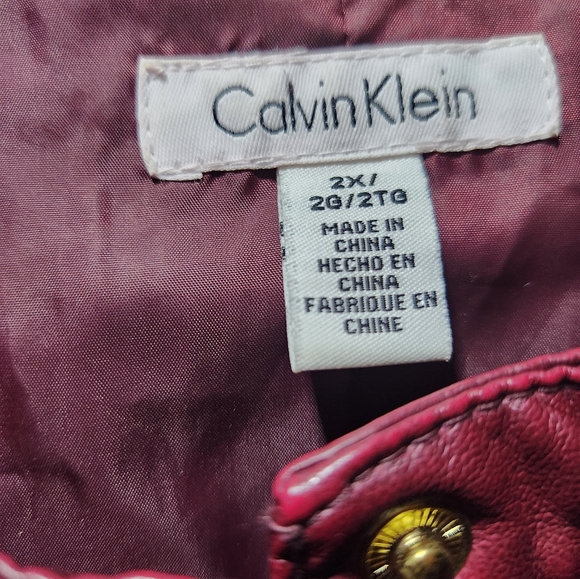 Calvin Klein
2X/
2G/2TG
MADE IN
CHINA
HECHO EN
CHINA
FABRIQUE EN
CHINE